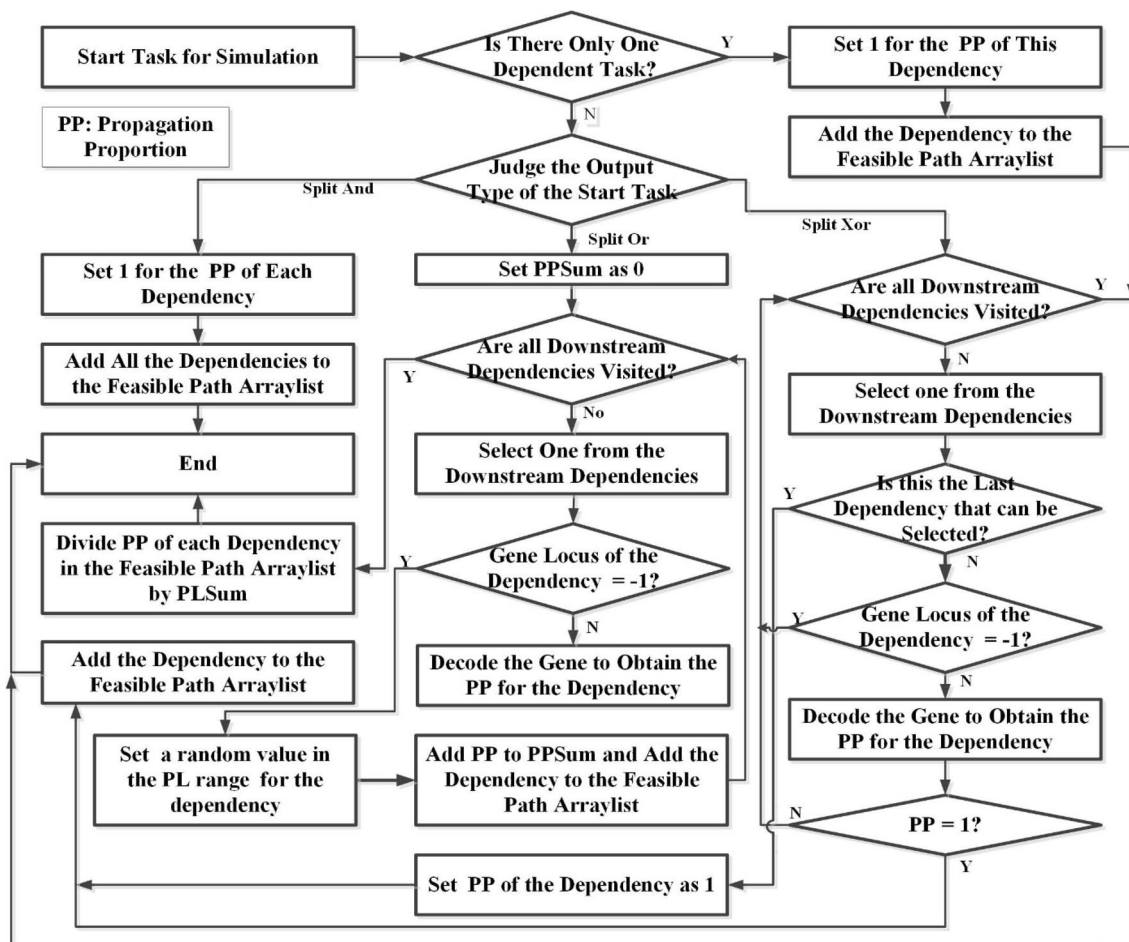 Start Task for Simulation
Is There Only One
Dependent Task?
Y
Set 1 for the PP of This
Dependency
N
PP: Propagation
Proportion
Add the Dependency to the
Feasible Path Arraylist
Judge the Output
Type of the Start Task
Split And
Split Or
Split Xor
Set 1 for the PP of Each
Dependency
Set PPSum as 0
Are all Downstream
Dependencies Visited?
Y
N
Add All the Dependencies to
the Feasible Path Arraylist
Are all Downstream
Dependencies Visited?
Y
No
Select one from the
Downstream Dependencies
End
Select One from the
Downstream Dependencies
Is this the Last
Dependency that can be
Selected?
Y
N
Divide PP of each Dependency
in the Feasible Path Arraylist
by PLSum
Gene Locus of the
Dependency = -1?
Y
N
Gene Locus of the
Dependency = -1?
Y
N
Add the Dependency to the
Feasible Path Arraylist
Decode the Gene to Obtain the
PP for the Dependency
Decode the Gene to Obtain the
PP for the Dependency
Set a random value in
the PL range for the
dependency
Add PP to PPSum and Add the
Dependency to the Feasible
Path Arraylist
PP = 1?
N
Y
Set PP of the Dependency as 1